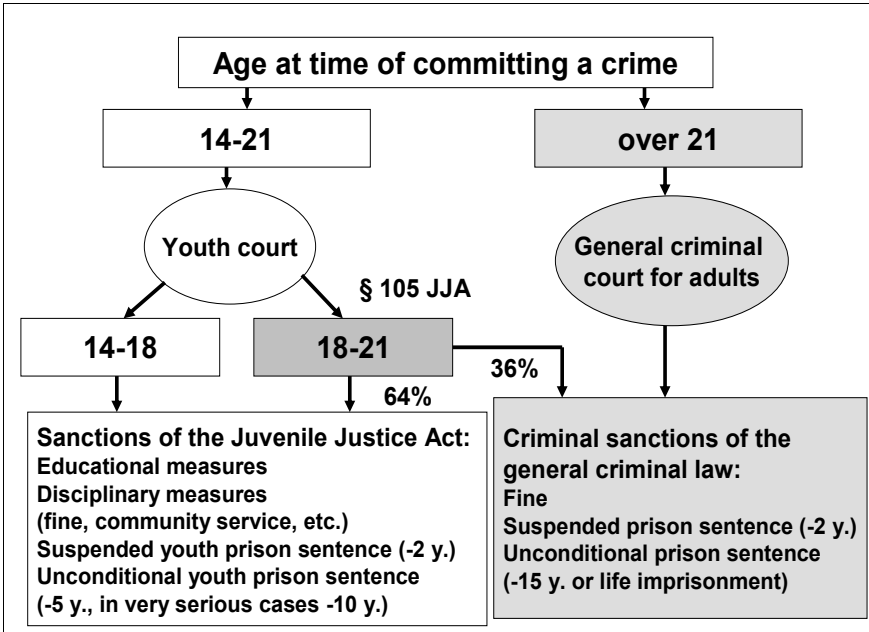 Age at time of committing a crime
14-21
over 21
Youth court
General criminal
court for adults
§ 105 JJA
14-18
18-21
36%
64%
Sanctions of the Juvenile Justice Act:
Educational measures
Disciplinary measures
(fine, community service, etc.)
Suspended youth prison sentence (-2 y.)
Unconditional youth prison sentence
(-5 y., in very serious cases -10 y.)
Criminal sanctions of the
general criminal law:
Fine
Suspended prison sentence (-2 y.)
Unconditional prison sentence
(-15 y. or life imprisonment)